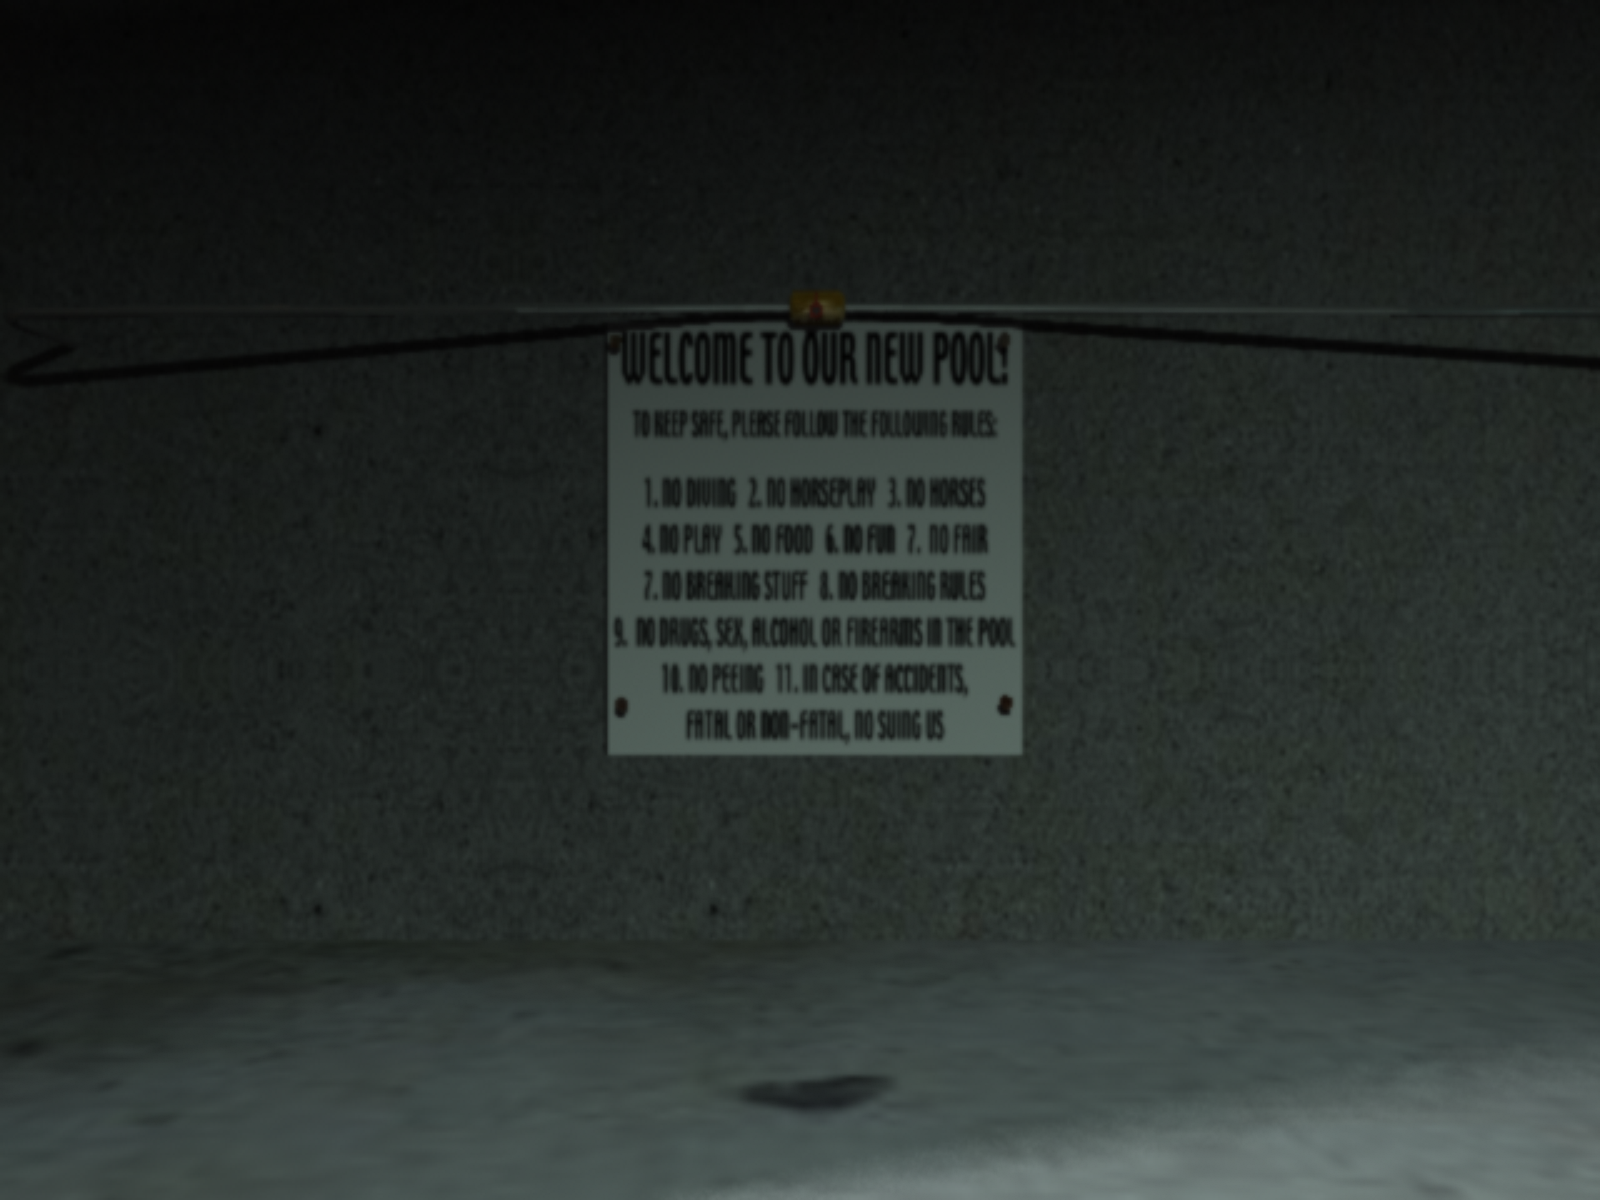 WELCOME TO OUR NEW POOL!
TO KEEP SAFE, PLEASE FOLLOW THE FOLLOWING RULES:
1. NO DIVING 2. NO HORSEPLAY 3. NO HORSES
4. NO PLAY 5. NO FOOD 6. NO FUN 7. NO FAIR
7. NO BREAKING STUFF 8. NO BREAKING RULES
9. NO DRUGS, SEX, ALCOHOL OR FIREARMS IN THE POOL
10. NO PEEING 11. IN CASE OF ACCIDENTS,
FATAL OR NON-FATAL, NO SUING US